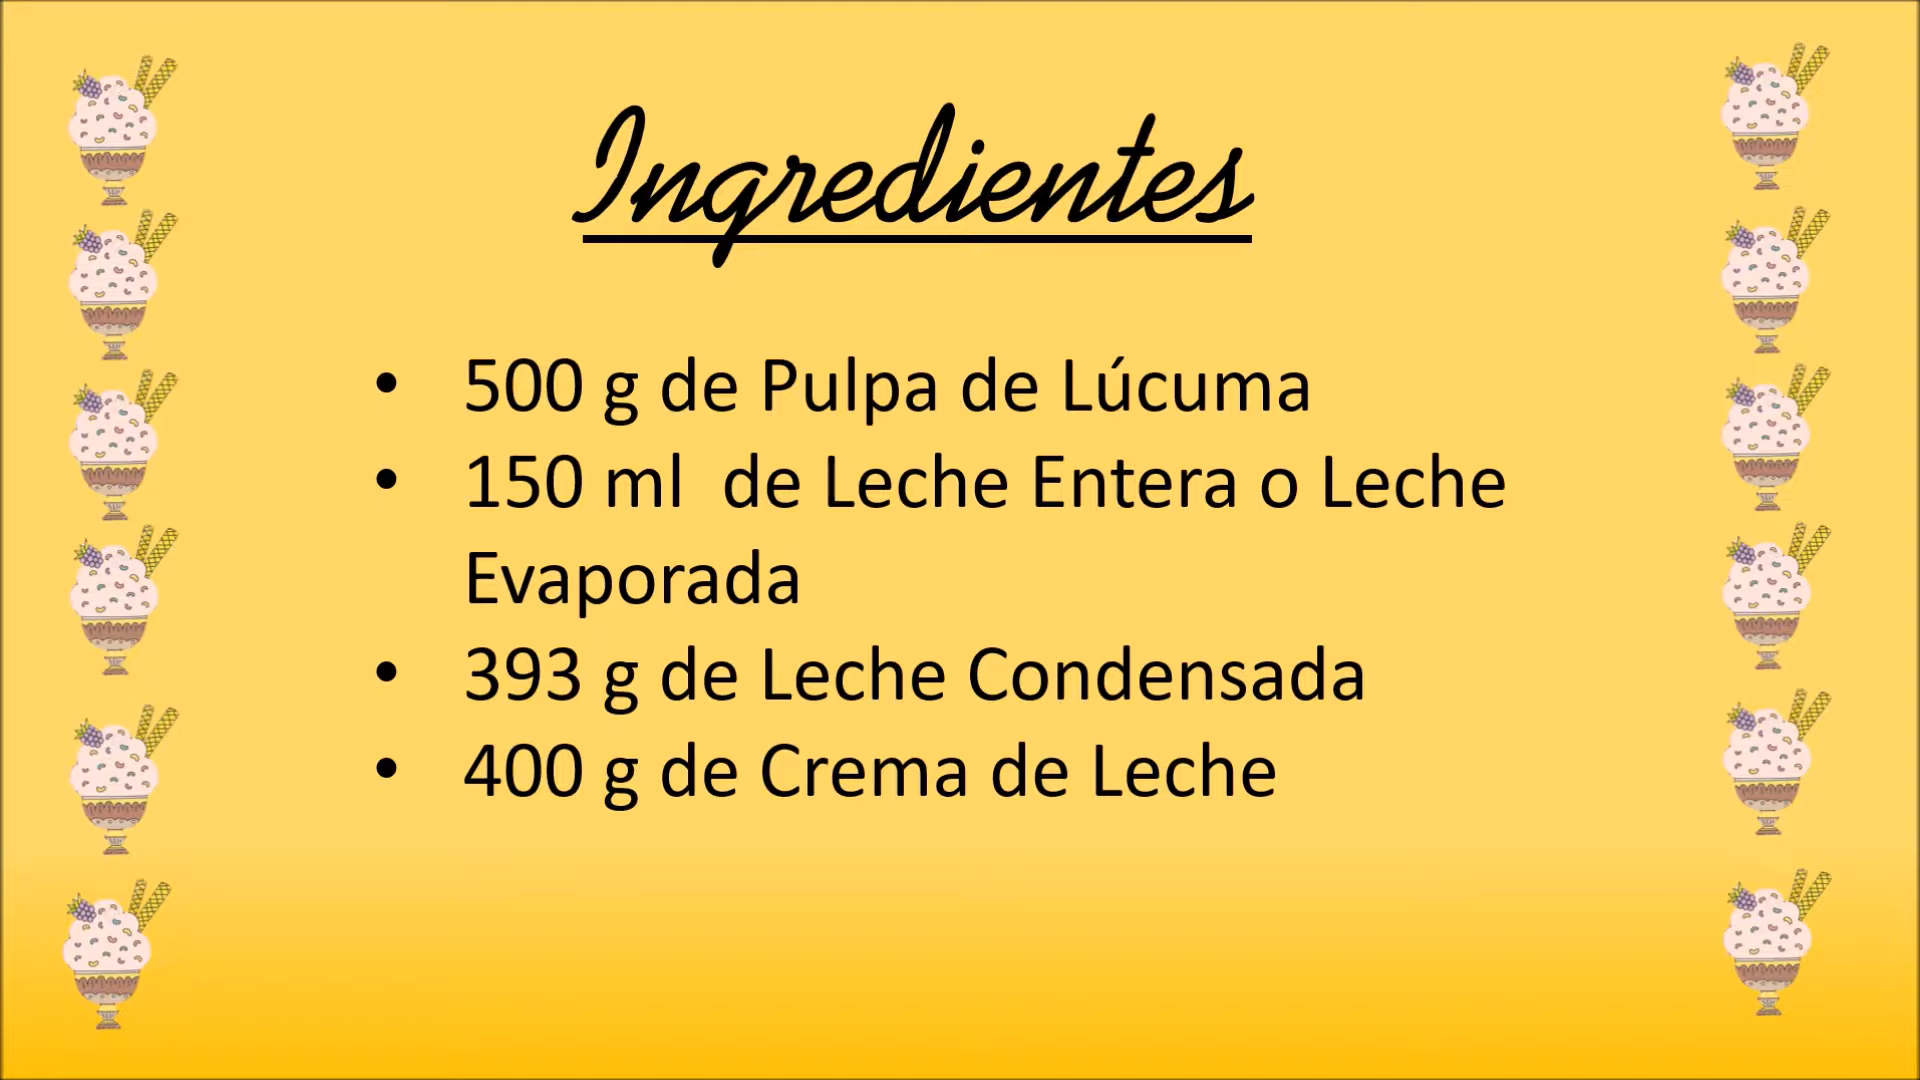 Ingredientes
• 500 g de Pulpa de Lúcuma
• 150 ml  de Leche Entera o Leche
Evaporada
• 393 g de Leche Condensada
• 400 g de Crema de Leche